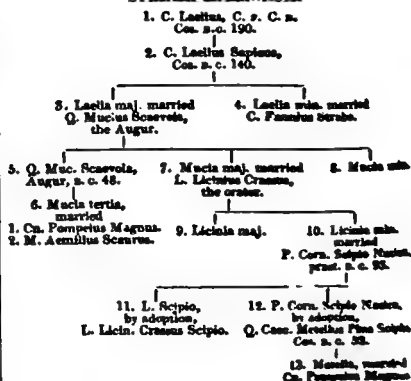 1. C. Laelius, C. F. C. N.
Cos. B.C. 190.
2. C. Laelius Sapiens,
Cos. B.C. 140.
3. Laelia maj. married
Q. Mucius Scaevola,
the Augur.
4. Laelia min. married
C. Fannius Strabo.
5. Q. Muc. Scaevola,
Augur, B.C. 48.
7. Mucia maj. married
L. Licinius Crassus,
the orator.
8. Mucia min.
6. Mucia tertia,
married
1. Cn. Pompeius Magnus.
2. M. Aemilius Scaurus.
9. Licinia maj.
10. Licinia min.
married
P. Corn. Scipio Nasica,
praet. B.C. 93.
11. L. Scipio,
by adoption,
L. Licin. Crassus Scipio.
12. P. Corn. Scipio Nasica,
by adoption,
Q. Caec. Metellus Pius Scipio
Cos. B.C. 52.
13. Metella, married
Cn. Pompeius Magnus